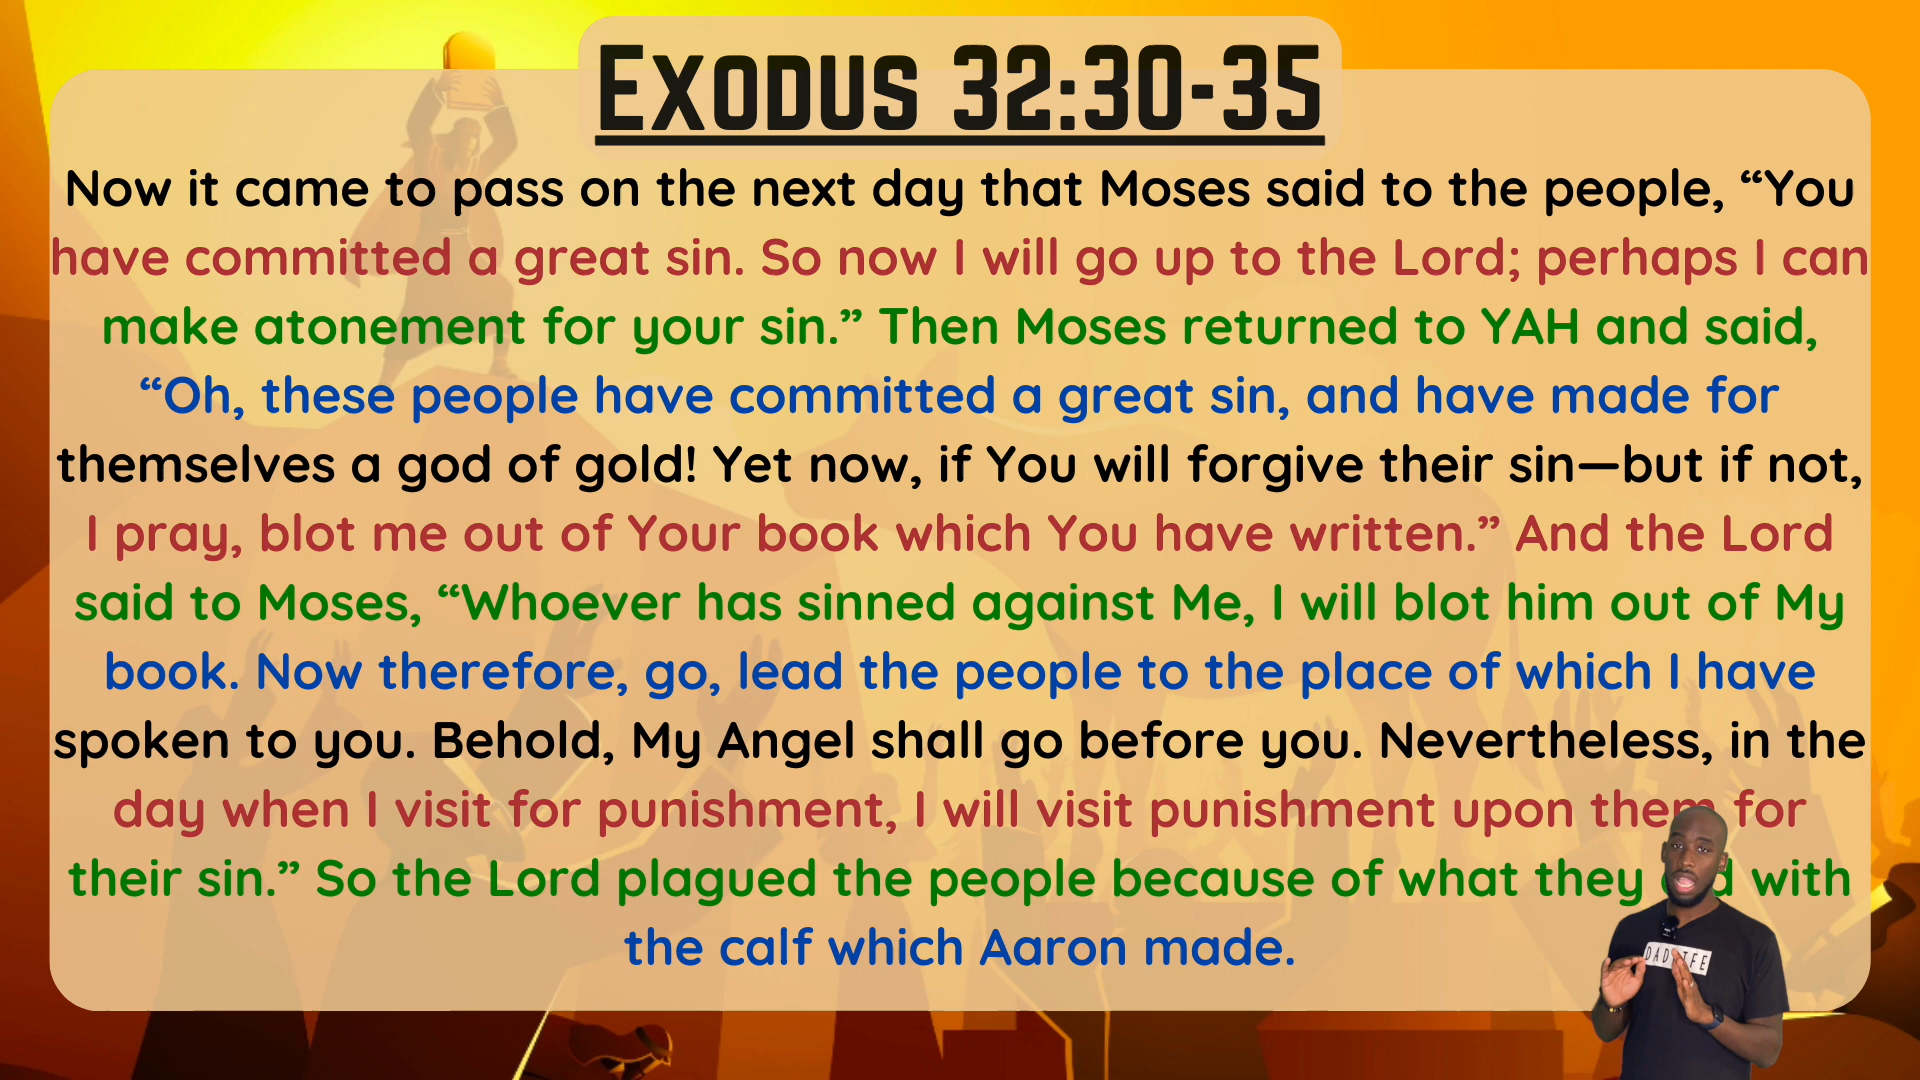 Exodus 32:30-35
Now it came to pass on the next day that Moses said to the people, “You
have committed a great sin. So now I will go up to the Lord; perhaps I can
make atonement for your sin.” Then Moses returned to YAH and said,
“Oh, these people have committed a great sin, and have made for
themselves a god of gold! Yet now, if You will forgive their sin—but if not,
I pray, blot me out of Your book which You have written.” And the Lord
said to Moses, “Whoever has sinned against Me, I will blot him out of My
book. Now therefore, go, lead the people to the place of which I have
spoken to you. Behold, My Angel shall go before you. Nevertheless, in the
day when I visit for punishment, I will visit punishment upon them for
their sin.” So the Lord plagued the people because of what they with
the calf which Aaron made.